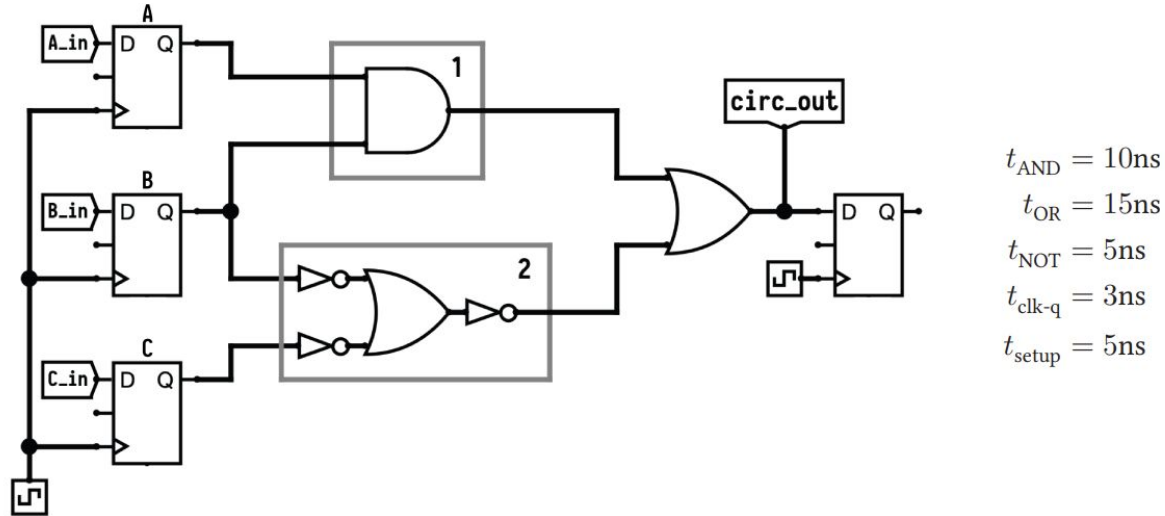 A
A_in
D Q
1
circ_out
B
B_in
D Q
2
D Q
C
C_in
D Q
t_AND = 10ns
t_OR = 15ns
t_NOT = 5ns
t_clk-q = 3ns
t_setup = 5ns